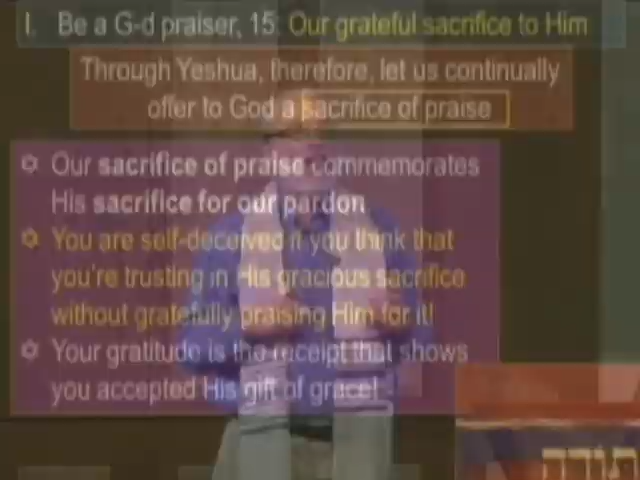 I. Be a G-d praiser, 15: Our grateful sacrifice to Him
Through Yeshua, therefore, let us continually
offer to God a sacrifice of praise
✡ Our sacrifice of praise commemorates
His sacrifice for our pardon
✡ You are self-deceived if you think that
you're trusting in His gracious sacrifice
without gratefully praising Him for it!
✡ Your gratitude is the receipt that shows
you accepted His gift of grace!
תודה